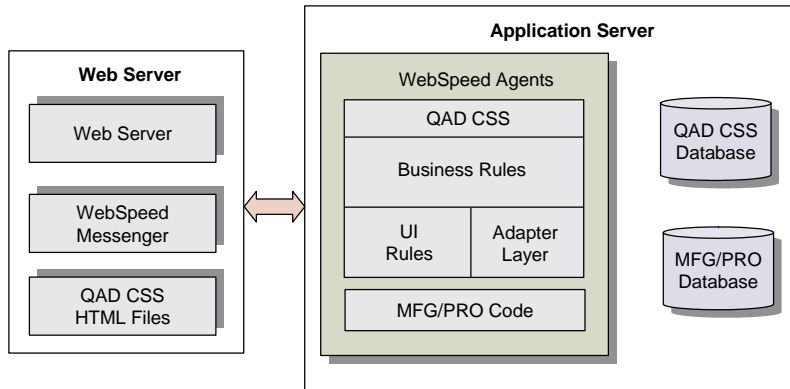 Web Server
Web Server
WebSpeed
Messenger
QAD CSS
HTML Files
Application Server
WebSpeed Agents
QAD CSS
Business Rules
UI
Rules
Adapter
Layer
MFG/PRO Code
QAD CSS
Database
MFG/PRO
Database